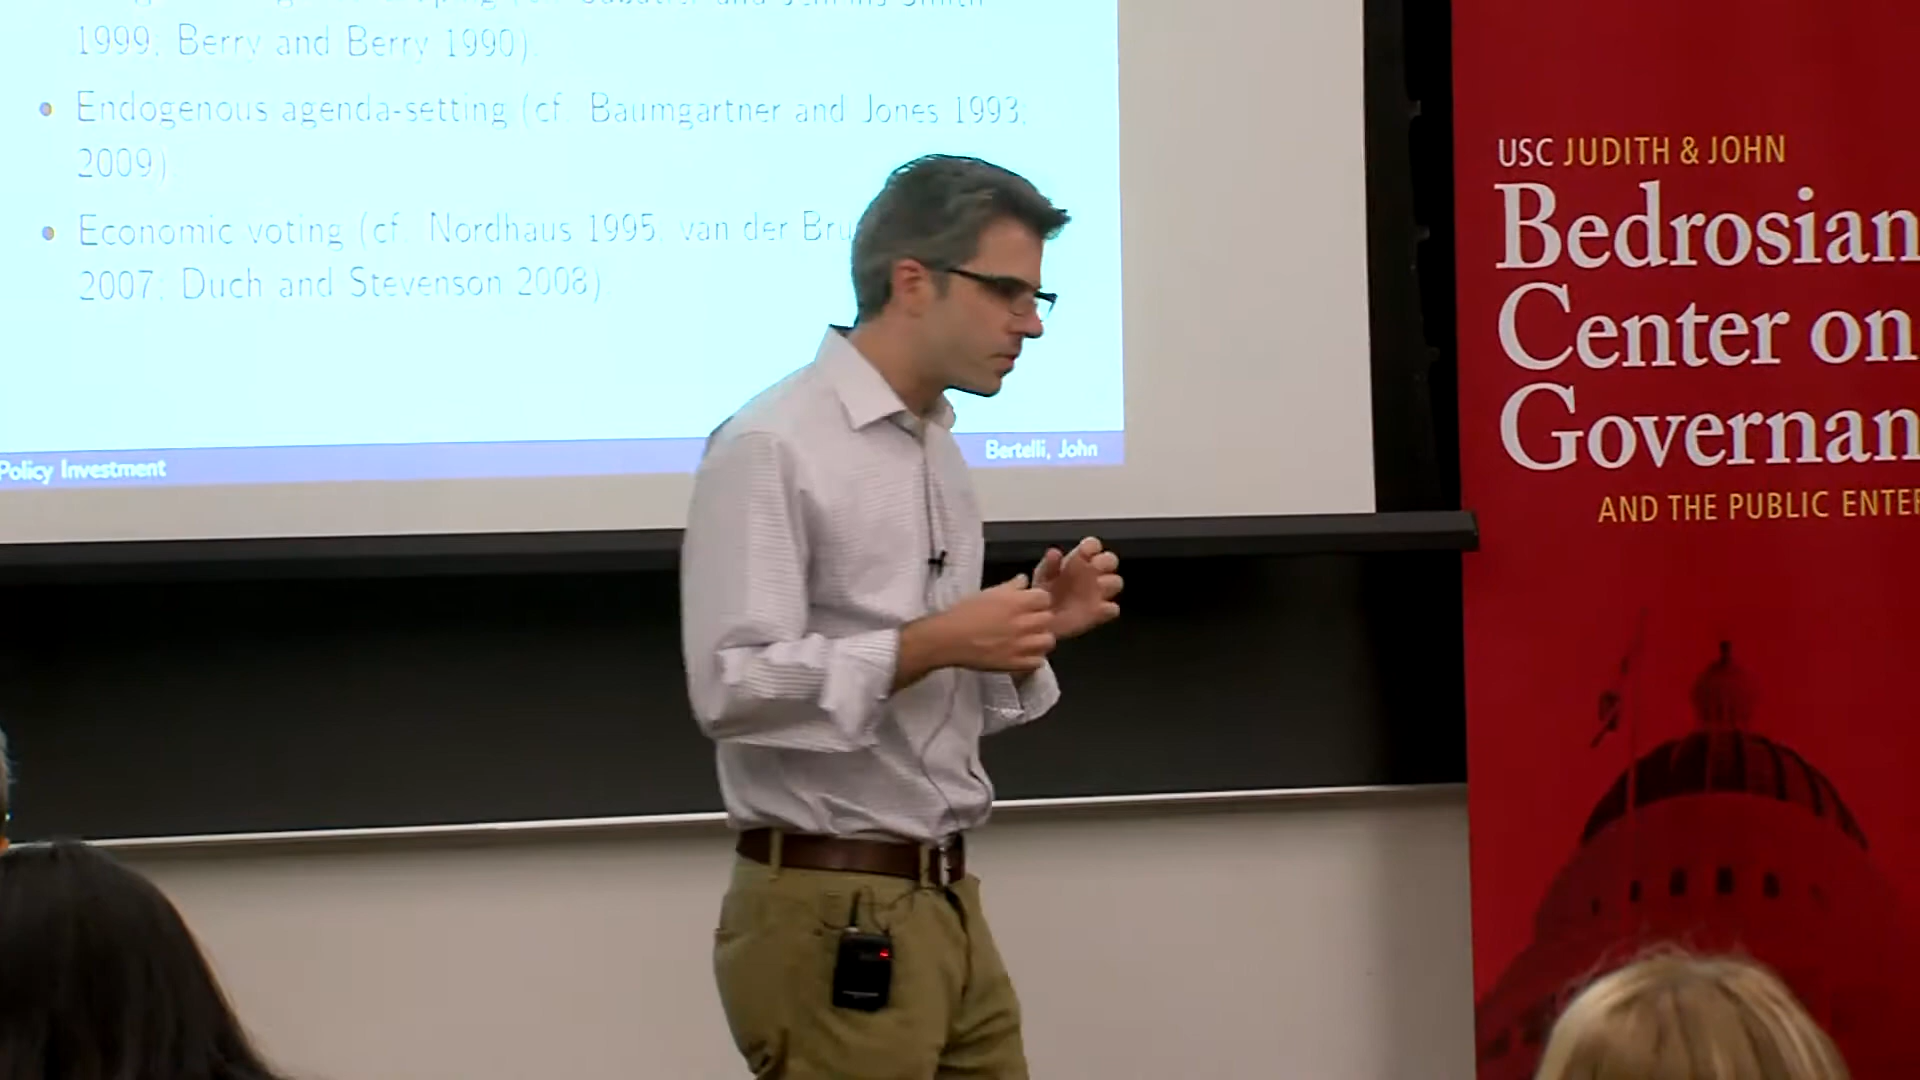 1999; Berry and Berry 1990).
Endogenous agenda-setting (cf. Baumgartner and Jones 1993;
2009)
Economic voting (cf. Nordhaus 1995; van der Bru
2007; Duch and Stevenson 2008).
Policy Investment
Bertelli, John
USC JUDITH & JOHN
Bedrosian
Center on
Governan
AND THE PUBLIC ENTER